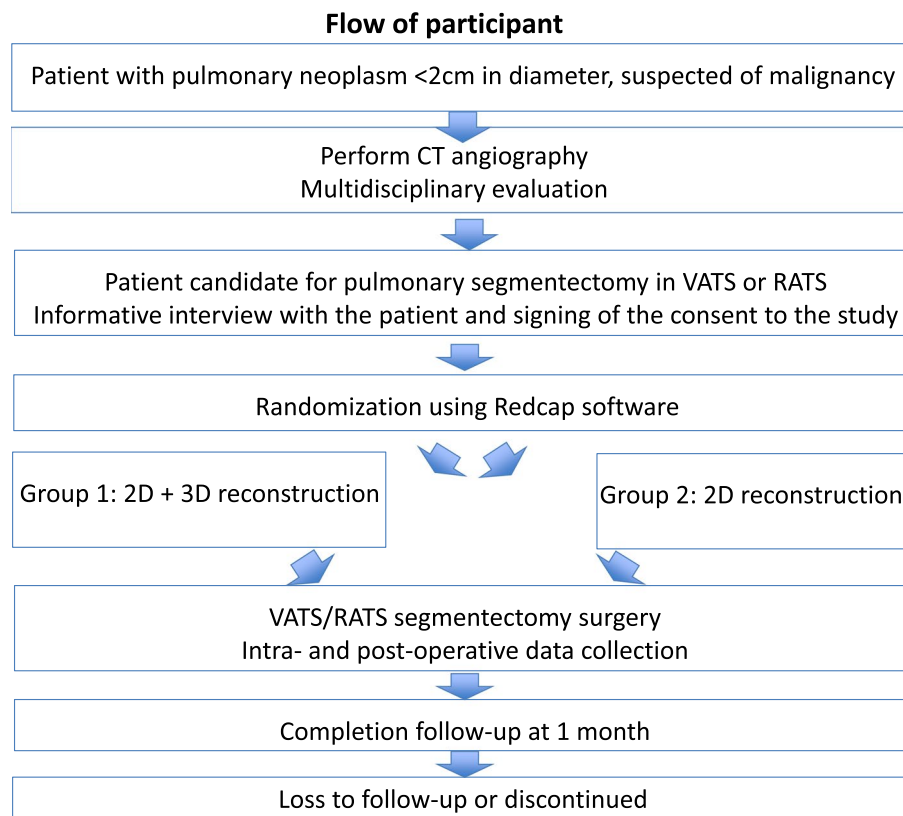 Flow of participant
Patient with pulmonary neoplasm <2cm in diameter, suspected of malignancy
Perform CT angiography
Multidisciplinary evaluation
Patient candidate for pulmonary segmentectomy in VATS or RATS
Informative interview with the patient and signing of the consent to the study
Randomization using Redcap software
Group 1: 2D + 3D reconstruction
Group 2: 2D reconstruction
VATS/RATS segmentectomy surgery
Intra- and post-operative data collection
Completion follow-up at 1 month
Loss to follow-up or discontinued